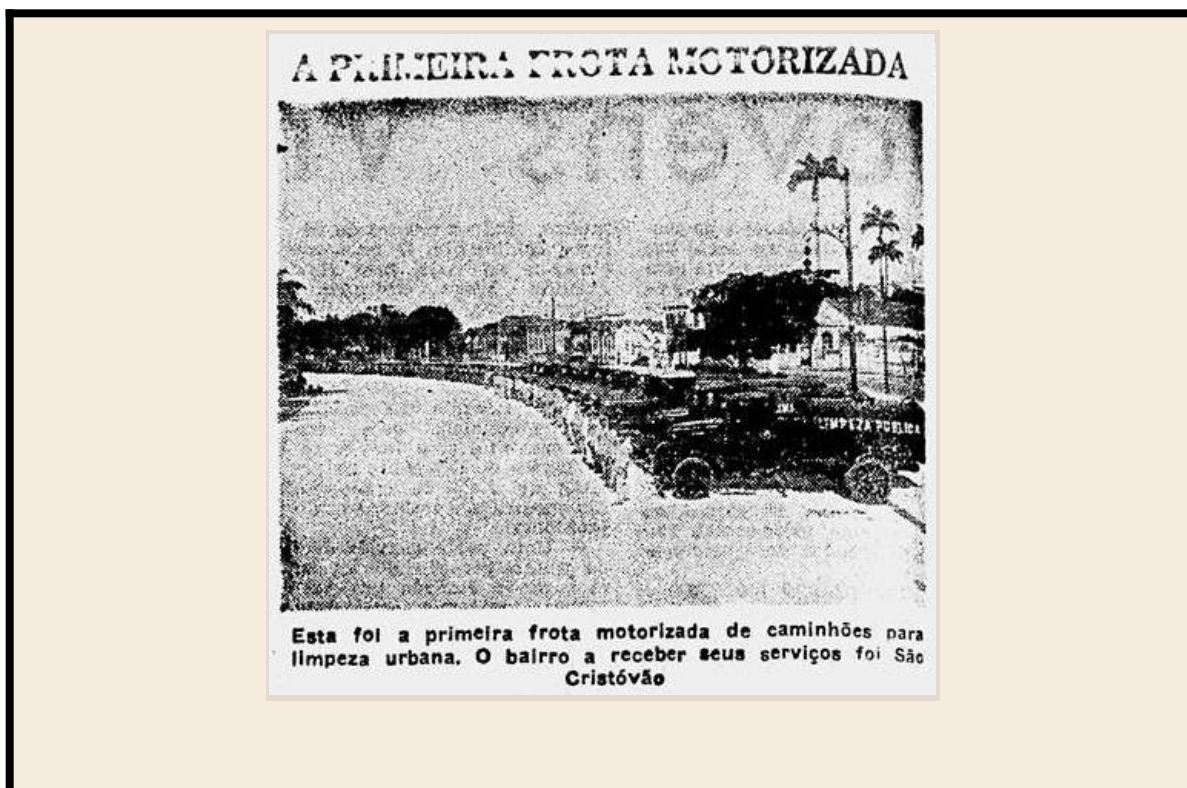 A PRIMEIRA FROTA MOTORIZADA
LIMPEZA PUBLICA
Esta foi a primeira frota motorizada de caminhões para
limpeza urbana. O bairro a receber seus serviços foi São
Cristóvão